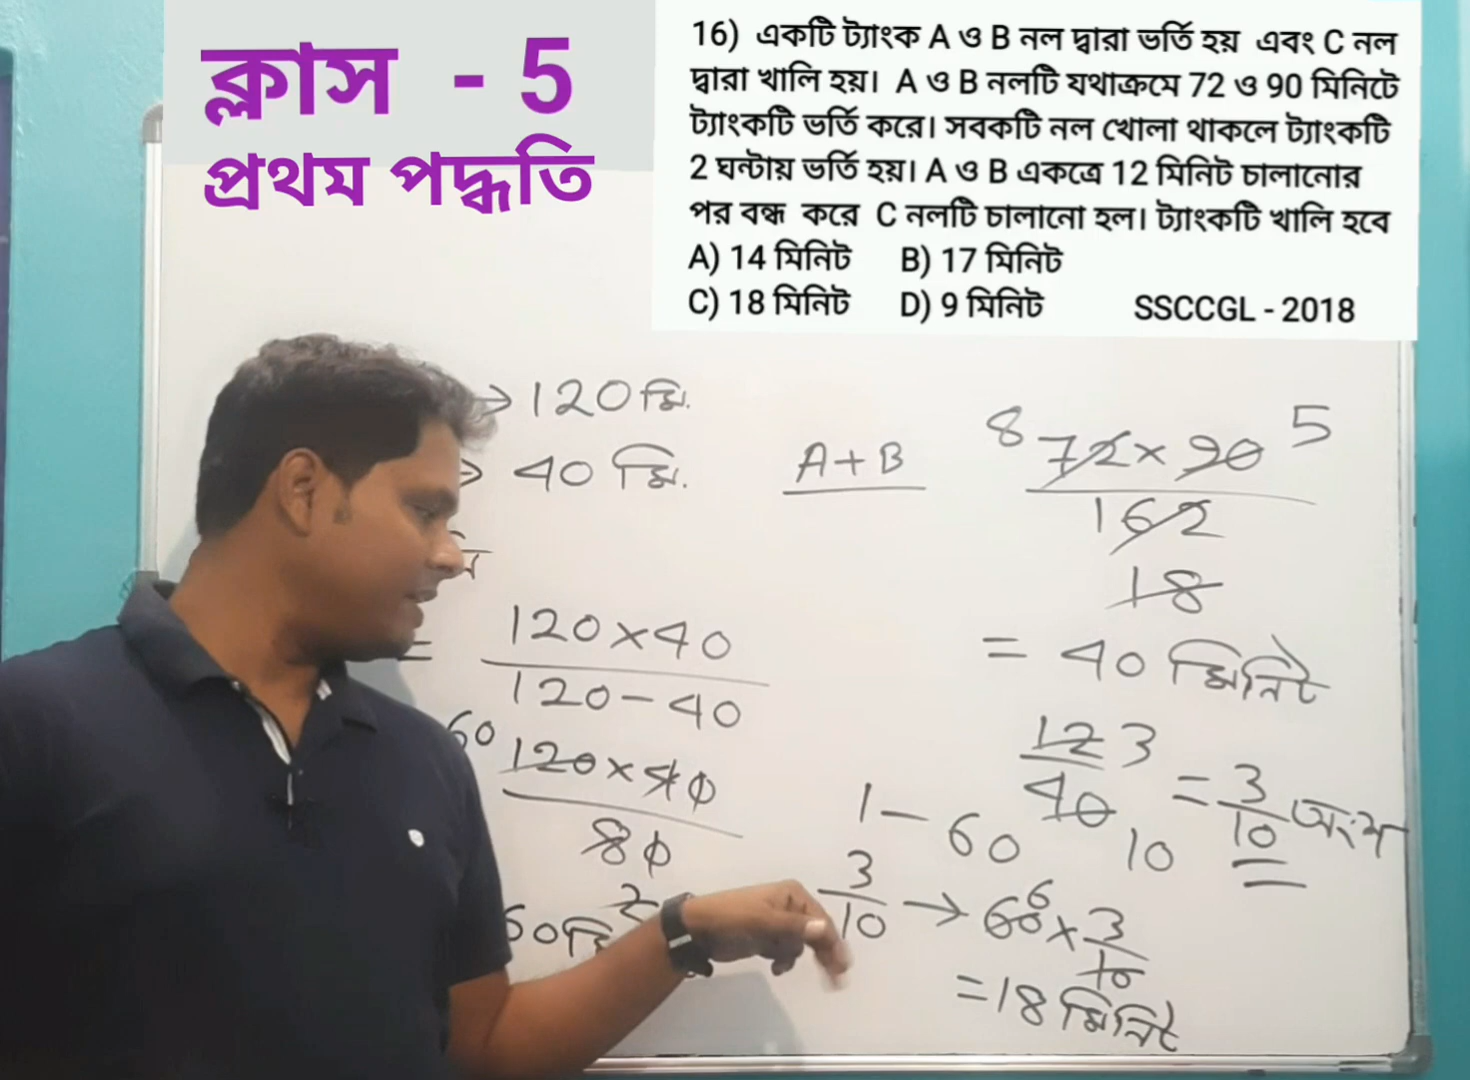 ক্লাস - 5
প্রথম পদ্ধতি
16) একটি ট্যাংক A ও B নল দ্বারা ভর্তি হয় এবং C নল
দ্বারা খালি হয়। A ও B নলটি যথাক্রমে 72 ও 90 মিনিটে
ট্যাংকটি ভর্তি করে। সবকটি নল খোলা থাকলে ট্যাংকটি
2 ঘন্টায় ভর্তি হয়। A ও B একত্রে 12 মিনিট চালানোর
পর বন্ধ করে C নলটি চালানো হল। ট্যাংকটি খালি হবে
A) 14 মিনিট B) 17 মিনিট
C) 18 মিনিট D) 9 মিনিট SSCCGL - 2018
→ 120 মি.
→ 40 মি.
= 120 × 40
120 - 40
60 120 × 40
80
A + B
8 72 × 90 5
162
18
= 40 মিনিট
12 3
40 10
= 3
10 অংশ
1 - 60
3
10 → 60 6 × 3
10
= 18 মিনিট